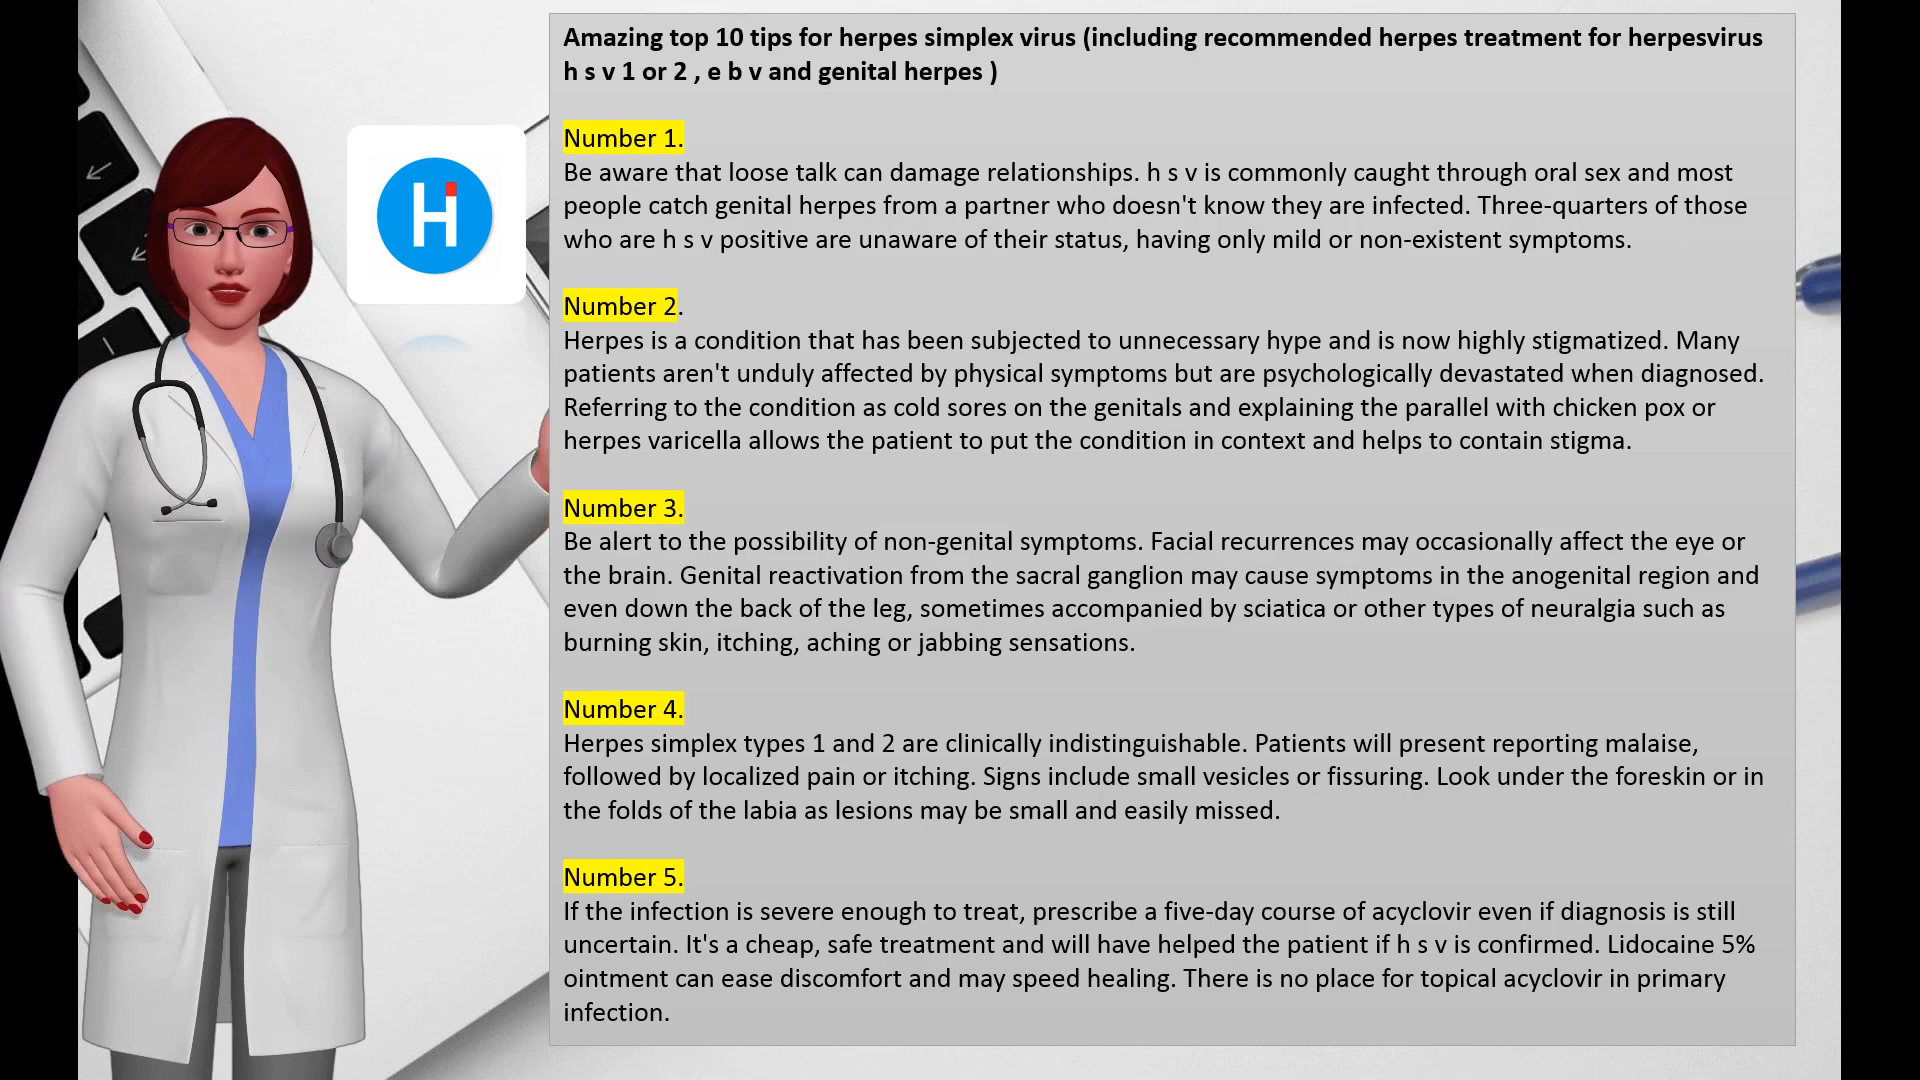 Amazing top 10 tips for herpes simplex virus (including recommended herpes treatment for herpesvirus
h s v 1 or 2 , e b v and genital herpes )
H
Number 1.
Be aware that loose talk can damage relationships. h s v is commonly caught through oral sex and most
people catch genital herpes from a partner who doesn't know they are infected. Three-quarters of those
who are h s v positive are unaware of their status, having only mild or non-existent symptoms.
Number 2.
Herpes is a condition that has been subjected to unnecessary hype and is now highly stigmatized. Many
patients aren't unduly affected by physical symptoms but are psychologically devastated when diagnosed.
Referring to the condition as cold sores on the genitals and explaining the parallel with chicken pox or
herpes varicella allows the patient to put the condition in context and helps to contain stigma.
Number 3.
Be alert to the possibility of non-genital symptoms. Facial recurrences may occasionally affect the eye or
the brain. Genital reactivation from the sacral ganglion may cause symptoms in the anogenital region and
even down the back of the leg, sometimes accompanied by sciatica or other types of neuralgia such as
burning skin, itching, aching or jabbing sensations.
Number 4.
Herpes simplex types 1 and 2 are clinically indistinguishable. Patients will present reporting malaise,
followed by localized pain or itching. Signs include small vesicles or fissuring. Look under the foreskin or in
the folds of the labia as lesions may be small and easily missed.
Number 5.
If the infection is severe enough to treat, prescribe a five-day course of acyclovir even if diagnosis is still
uncertain. It's a cheap, safe treatment and will have helped the patient if h s v is confirmed. Lidocaine 5%
ointment can ease discomfort and may speed healing. There is no place for topical acyclovir in primary
infection.